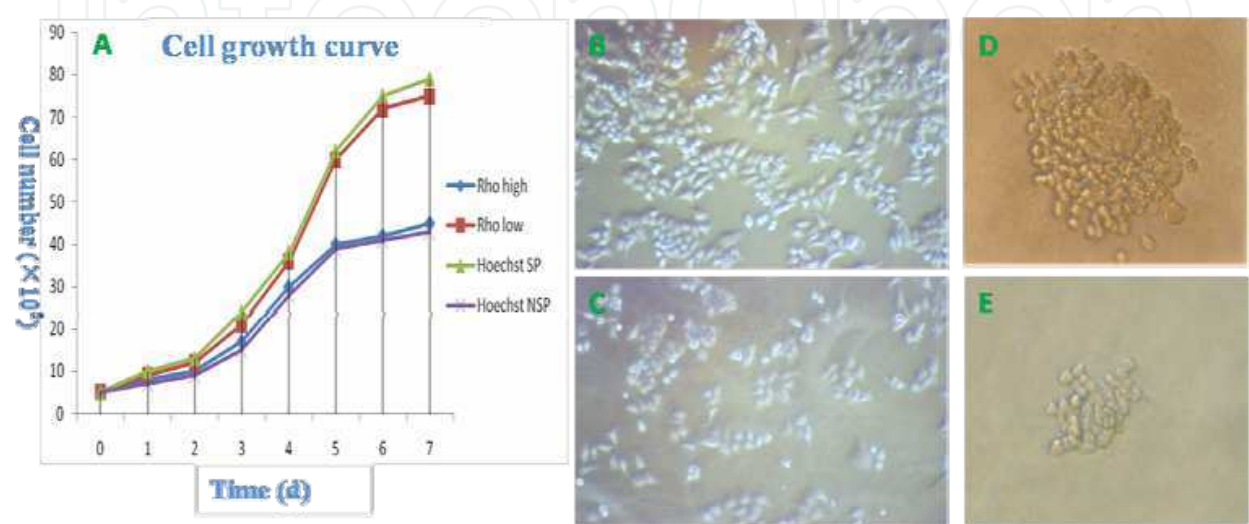 A
Cell growth curve
90
80
70
60
50
40
30
20
10
0
Cell number
0 1 2 3 4 5 6 7
Time (d)
Rho high
Rho low
Hoechst SP
Hoechst NSP
B
C
D
E